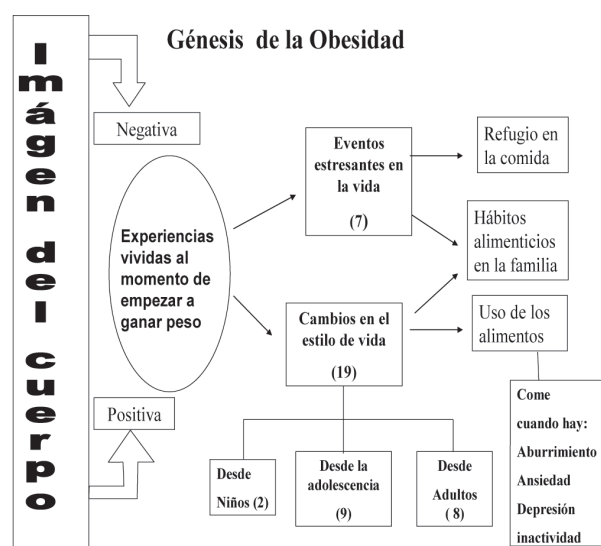 Génesis de la Obesidad
Imágen del cuerpo
Negativa
Experiencias
vividas al
momento de
empezar a
ganar peso
Positiva
Eventos
estresantes en
la vida
(7)
Refugio en
la comida
Hábitos
alimenticios
en la familia
Cambios en el
estilo de vida
(19)
Uso de los
alimentos
Desde
Niños (2)
Desde la
adolescencia
(9)
Desde
Adultos
( 8)
Come
cuando hay:
Aburrimiento
Ansiedad
Depresión
inactividad